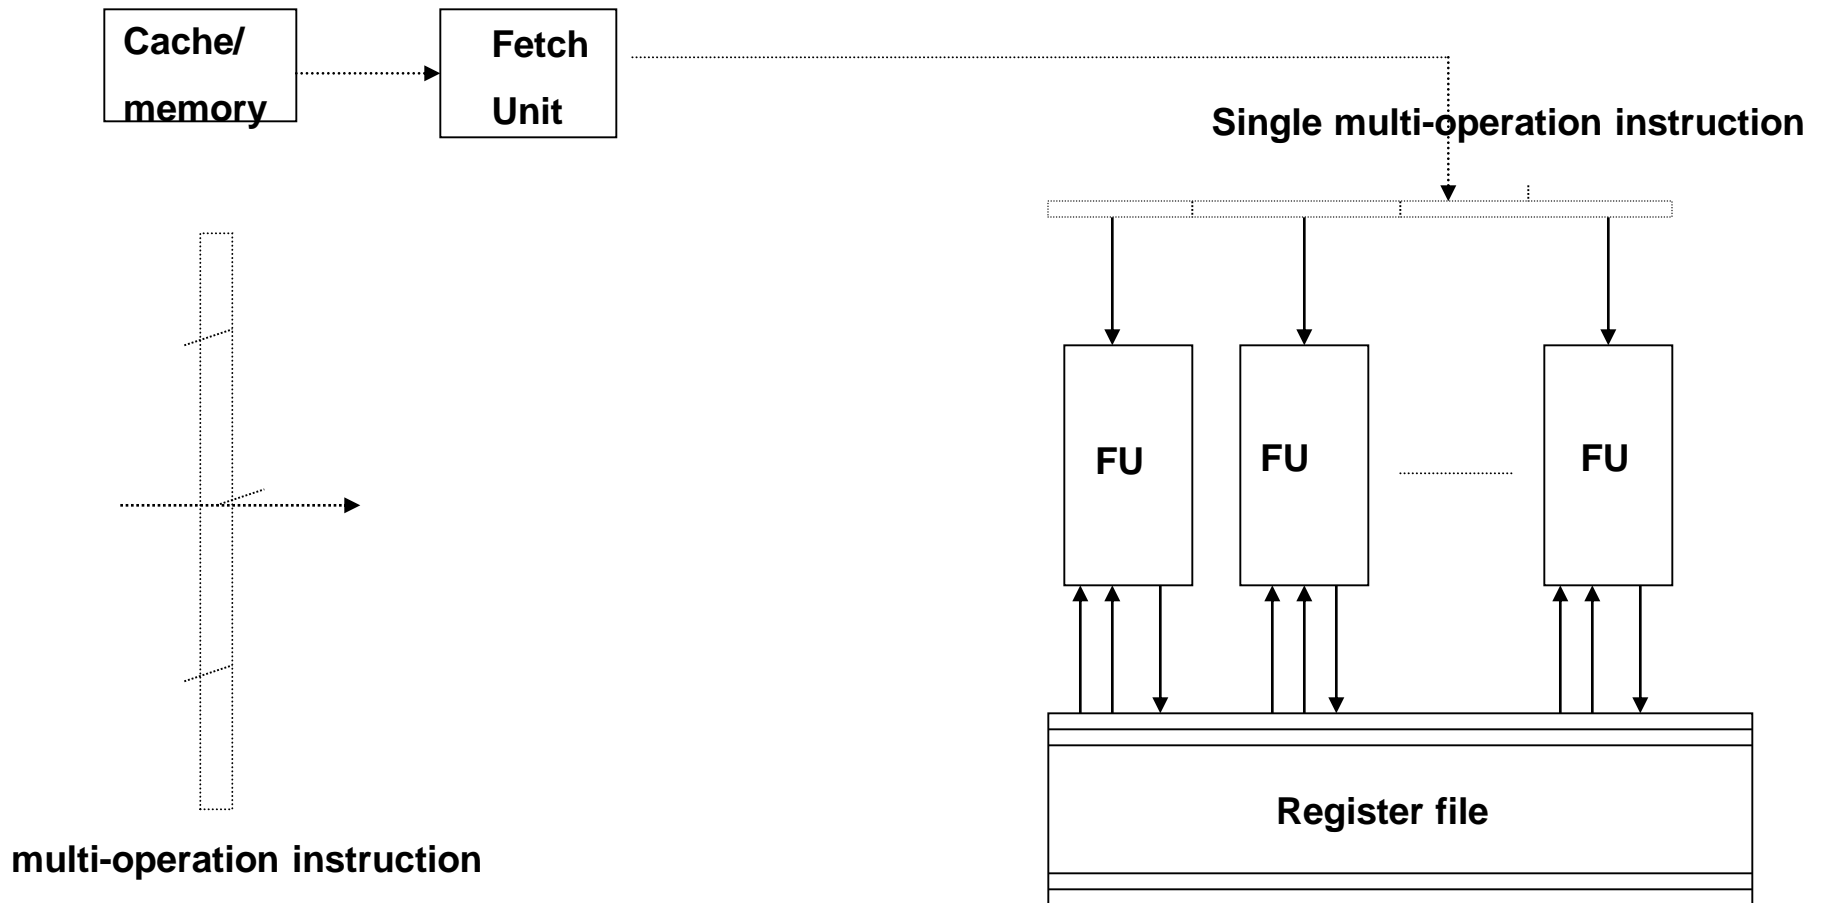 Cache/
memory
Fetch
Unit
Single multi-operation instruction
FU
FU
FU
Register file
multi-operation instruction